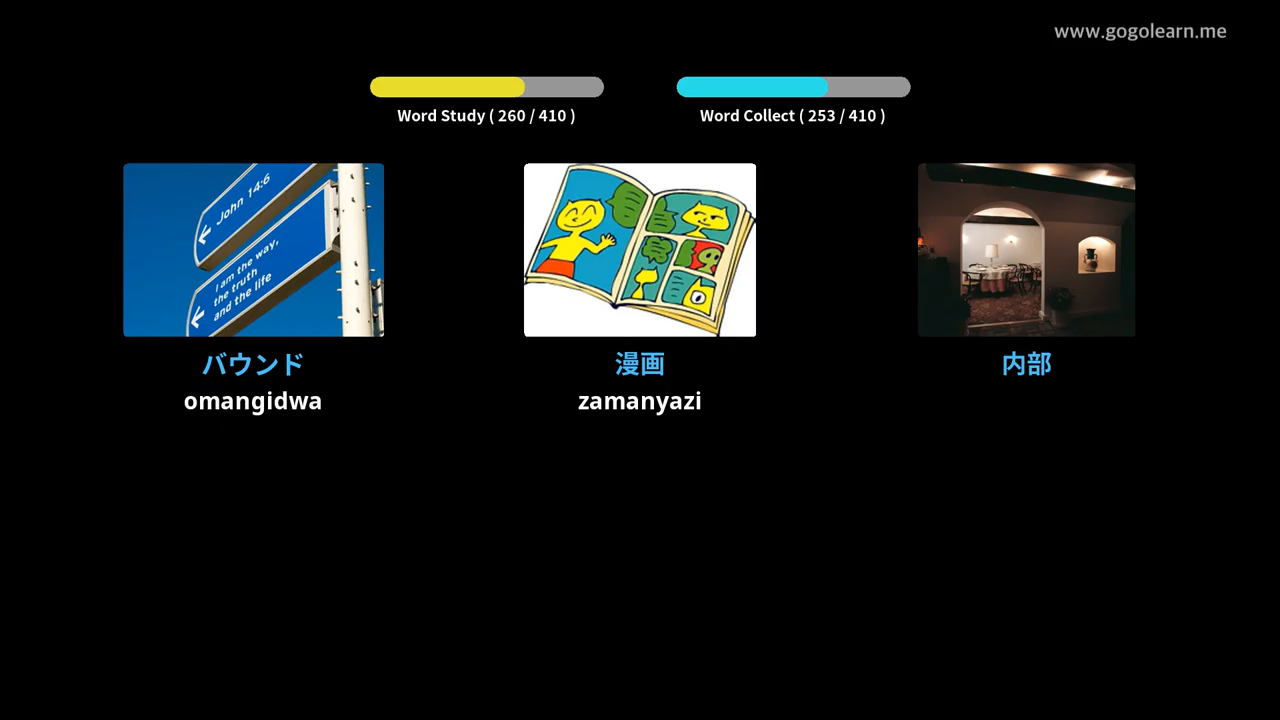 www.gogolearn.me
Word Study ( 260 / 410 )
Word Collect ( 253 / 410 )
John 14:6
I am the way,
the truth
and the life
バウンド
omangidwa
漫画
zamanyazi
内部